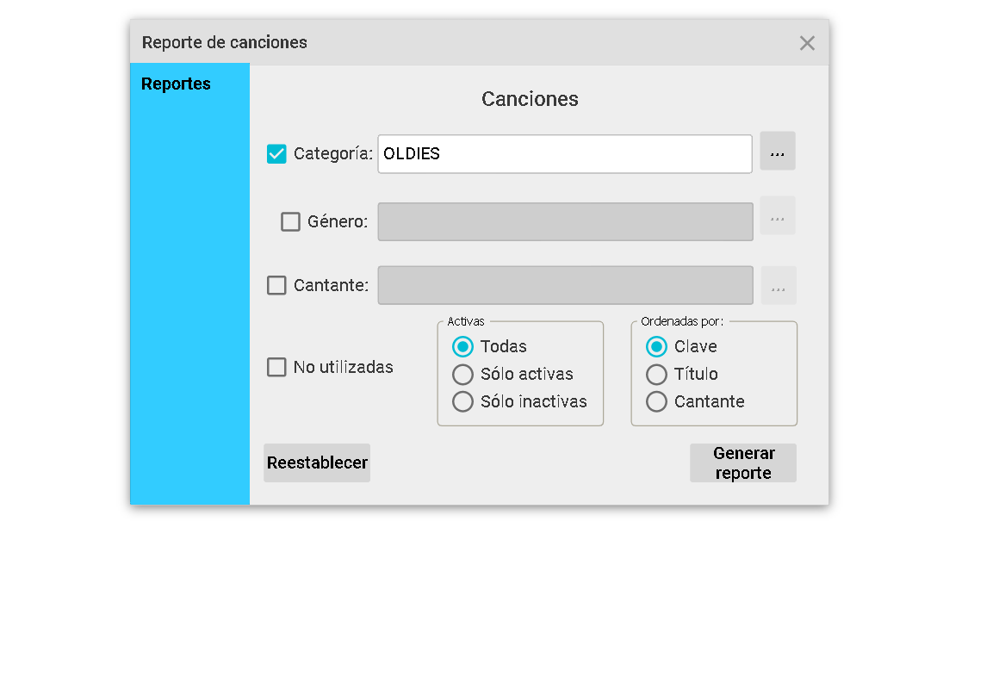 Reporte de canciones
Reportes
Canciones
Categoría: OLDIES ...
Género: ...
Cantante: ...
No utilizadas
Activas
Todas
Sólo activas
Sólo inactivas
Ordenadas por:
Clave
Título
Cantante
Reestablecer
Generar
reporte